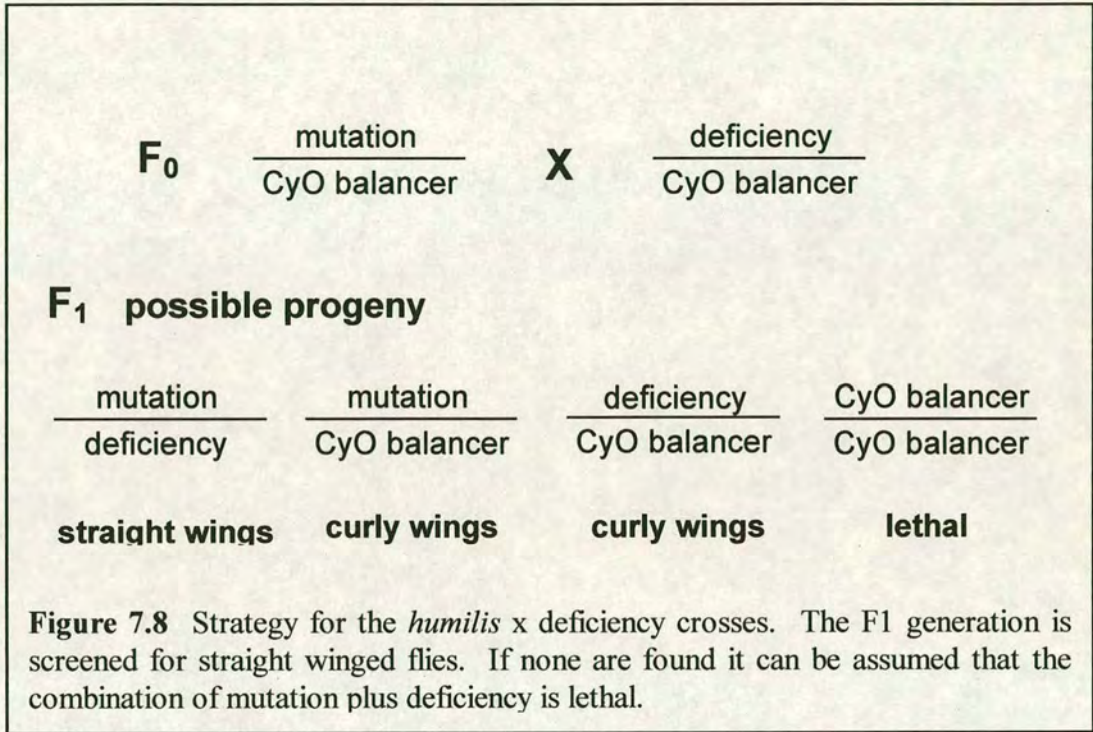 F₀ mutation X deficiency
CyO balancer CyO balancer
F₁ possible progeny
mutation mutation deficiency CyO balancer
deficiency CyO balancer CyO balancer CyO balancer
straight wings curly wings curly wings lethal
Figure 7.8 Strategy for the humilis x deficiency crosses. The F1 generation is
screened for straight winged flies. If none are found it can be assumed that the
combination of mutation plus deficiency is lethal.